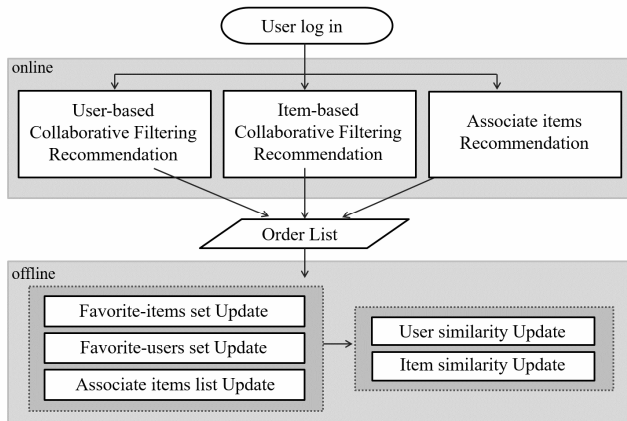 User log in
online
User-based
Collaborative Filtering
Recommendation
Item-based
Collaborative Filtering
Recommendation
Associate items
Recommendation
Order List
offline
Favorite-items set Update
Favorite-users set Update
Associate items list Update
User similarity Update
Item similarity Update